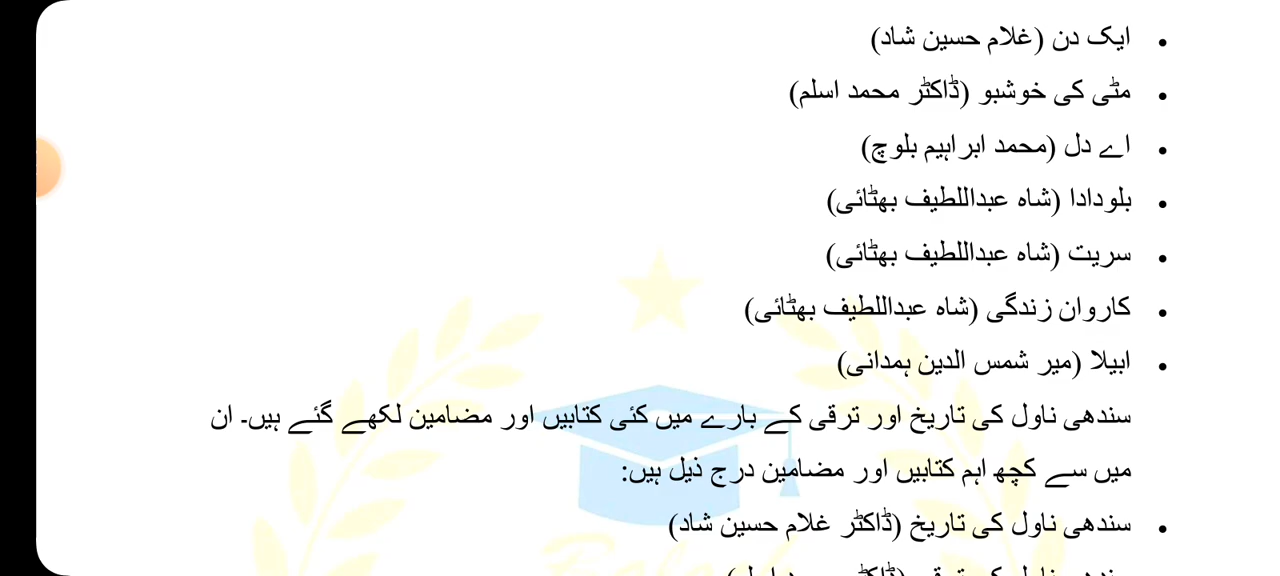 • ایک دن (غلام حسین شاد)
• مٹی کی خوشبو (ڈاکٹر محمد اسلم)
• اے دل (محمد ابراہیم بلوچ)
• بلودادا (شاہ عبداللطیف بھٹائی)
• سریت (شاہ عبداللطیف بھٹائی)
• کاروان زندگی (شاہ عبداللطیف بھٹائی)
• ابیلا (میر شمس الدین ہمدانی)
سندھی ناول کی تاریخ اور ترقی کے بارے میں کئی کتابیں اور مضامین لکھے گئے ہیں۔ ان
میں سے کچھ اہم کتابیں اور مضامین درج ذیل ہیں:
• سندھی ناول کی تاریخ (ڈاکٹر غلام حسین شاد)